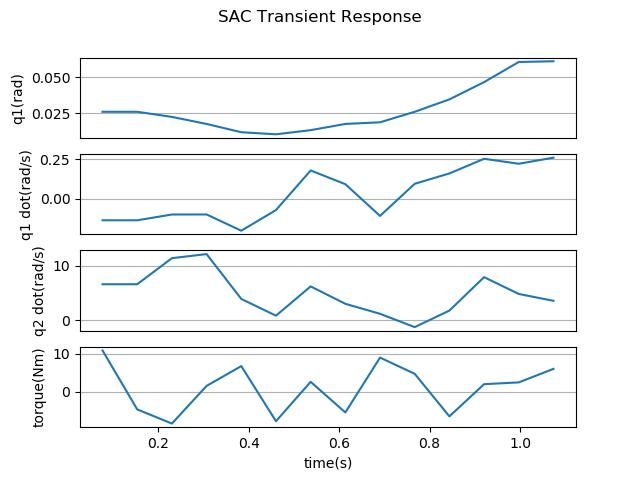 SAC Transient Response
q1(rad)
0.050
0.025
q1 dot(rad/s)
0.25
0.00
q2 dot(rad/s)
10
0
torque(Nm)
10
0
0.2 0.4 0.6 0.8 1.0
time(s)